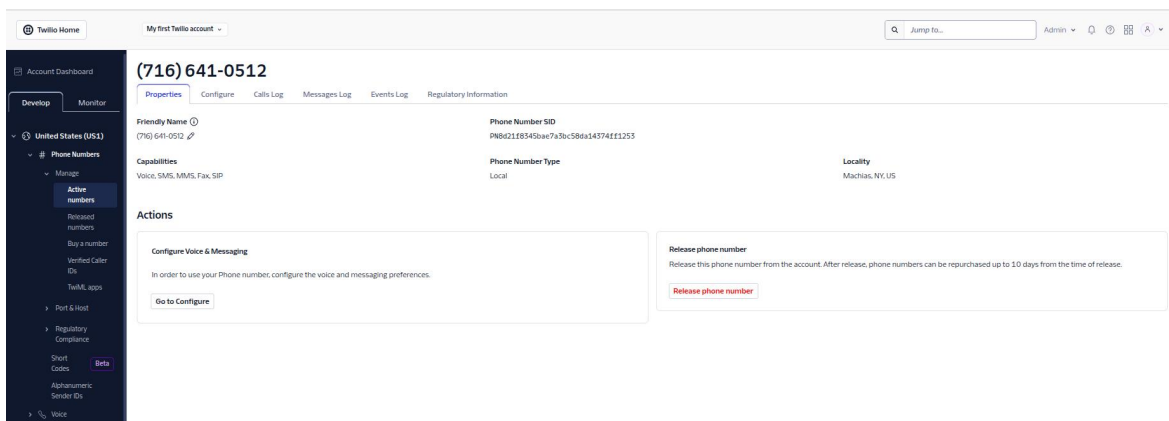 Twilio Home
My first Twilio account
Jump to...
Admin
Account Dashboard
Develop
Monitor
United States (US1)
# Phone Numbers
Manage
Active
numbers
Released
numbers
Buy a number
Verified Caller
IDs
TwiML apps
Port & Host
Regulatory
Compliance
Short
Codes
Beta
Alphanumeric
Sender IDs
Voice
(716) 641-0512
Properties
Configure
Calls Log
Messages Log
Events Log
Regulatory Information
Friendly Name
(716) 641-0512
Phone Number SID
PN8d21f8345bae7a3bc58da14374ff1253
Capabilities
Voice, SMS, MMS, Fax, SIP
Phone Number Type
Local
Locality
Machias, NY, US
Actions
Configure Voice & Messaging
In order to use your Phone number, configure the voice and messaging preferences.
Go to Configure
Release phone number
Release this phone number from the account. After release, phone numbers can be repurchased up to 10 days from the time of release.
Release phone number